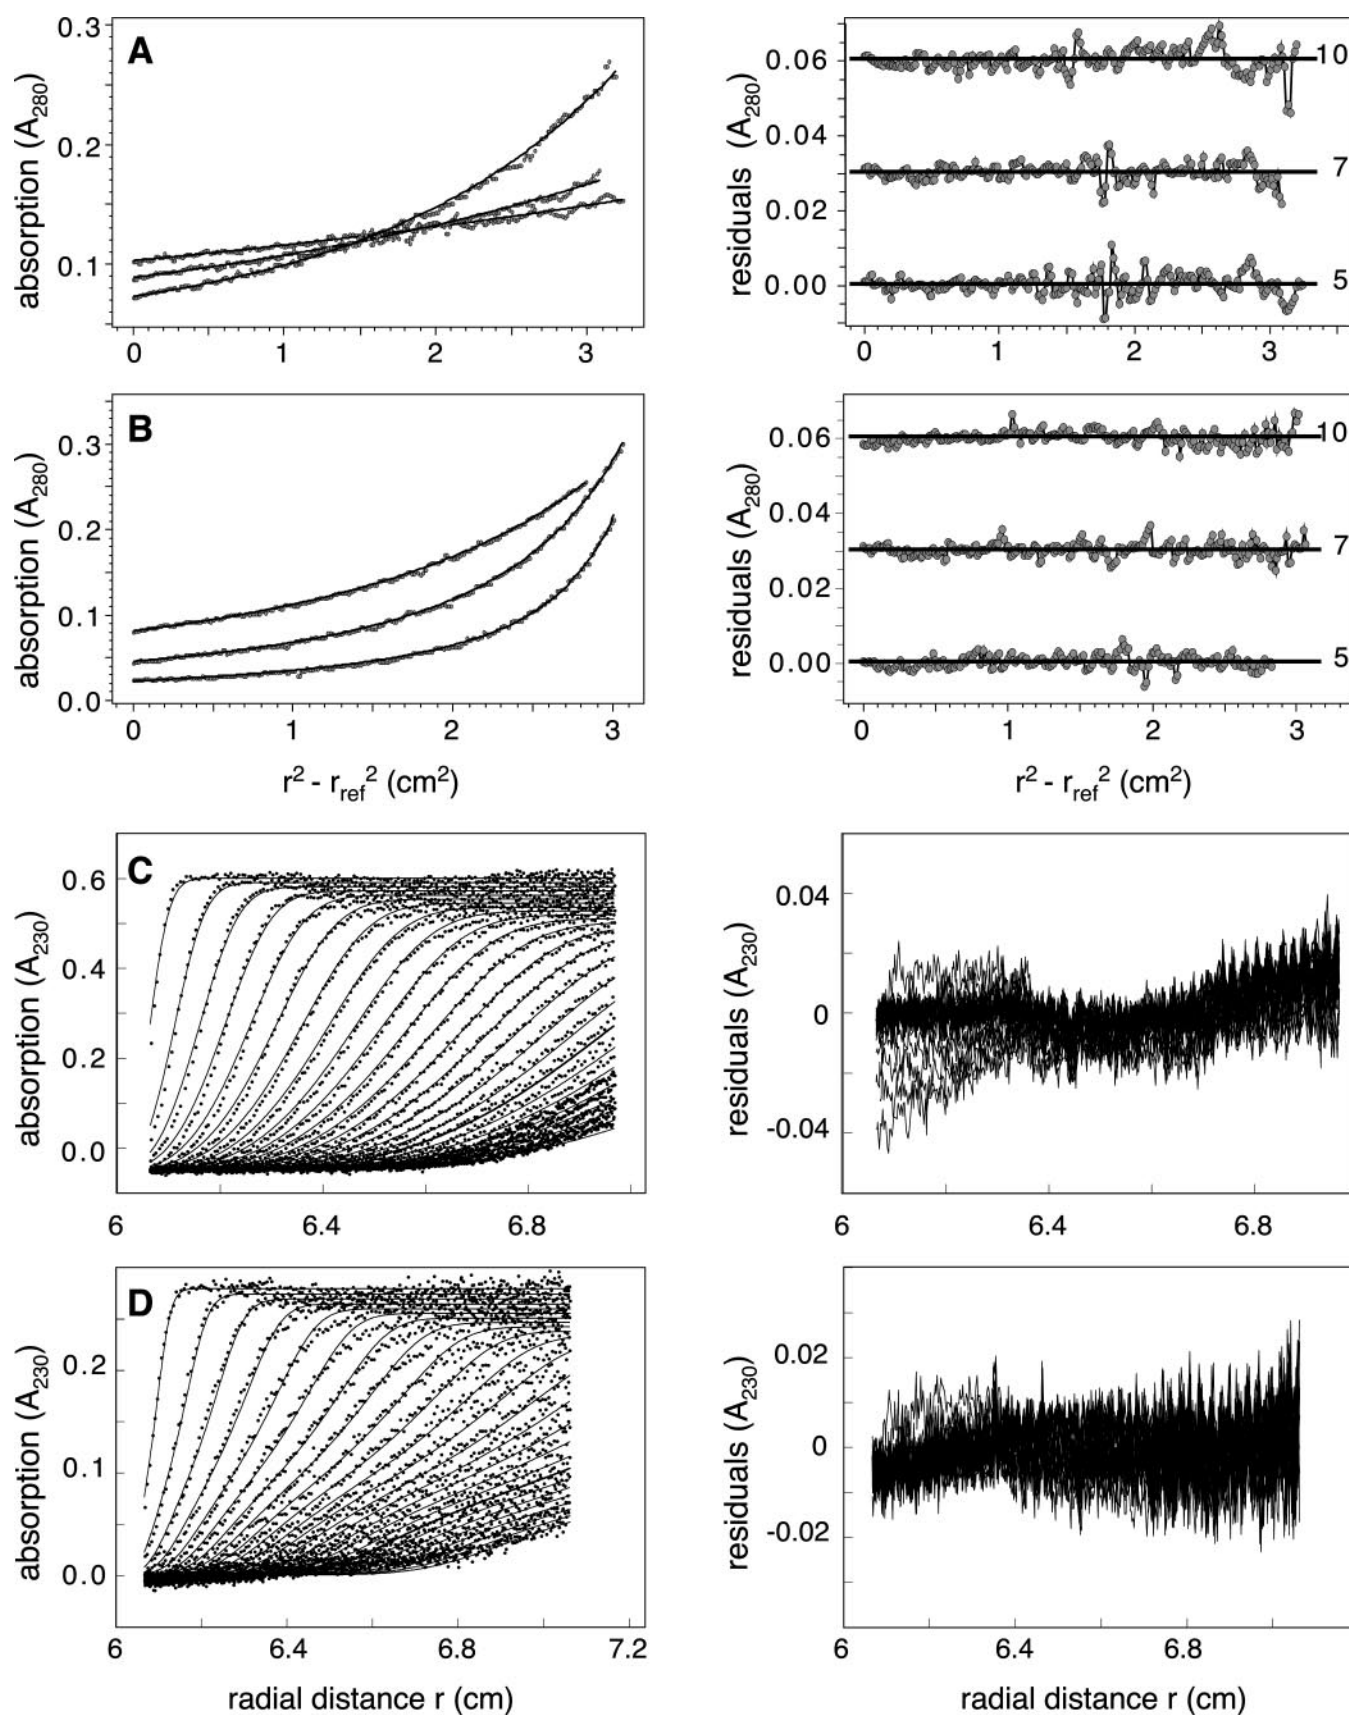 A
absorption (A280)
0.3
0.2
0.1
0 1 2 3
residuals (A280)
0.06
0.04
0.02
0.00
10
7
5
0 1 2 3
B
absorption (A280)
0.3
0.2
0.1
0.0
0 1 2 3
r² - rref² (cm²)
residuals (A280)
0.06
0.04
0.02
0.00
10
7
5
0 1 2 3
r² - rref² (cm²)
C
absorption (A230)
0.6
0.4
0.2
0.0
6 6.4 6.8
residuals (A230)
0.04
0
-0.04
6 6.4 6.8
D
absorption (A230)
0.2
0.1
0.0
6 6.4 6.8 7.2
radial distance r (cm)
residuals (A230)
0.02
0
-0.02
6 6.4 6.8
radial distance r (cm)